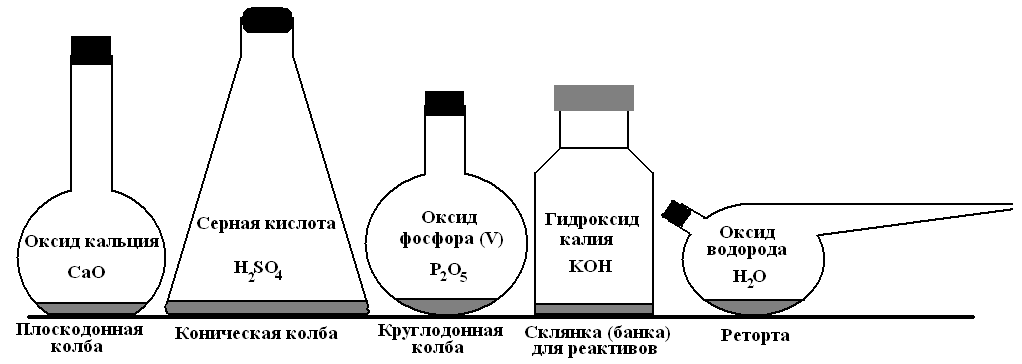 Оксид кальция
CaO
Серная кислота
H₂SO₄
Оксид
фосфора (V)
P₂O₅
Гидроксид
калия
KOH
Оксид
водорода
H₂O
Плоскодонная
колба
Коническая колба
Круглодонная
колба
Склянка (банка)
для реактивов
Реторта